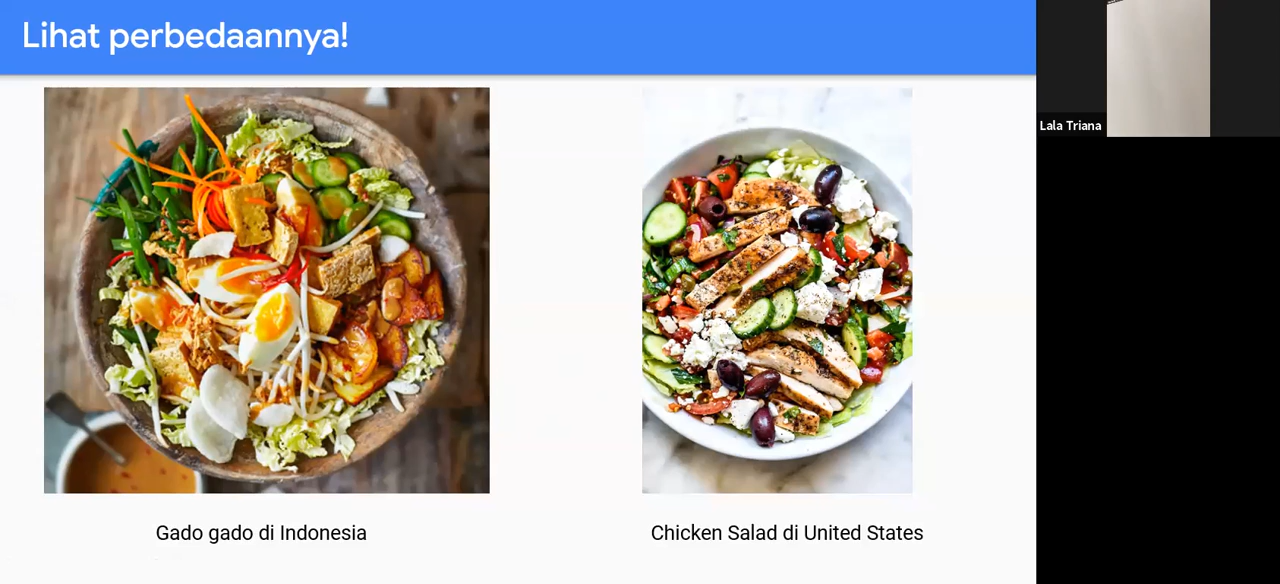 Lihat perbedaannya!
Lala Triana
Gado gado di Indonesia
Chicken Salad di United States